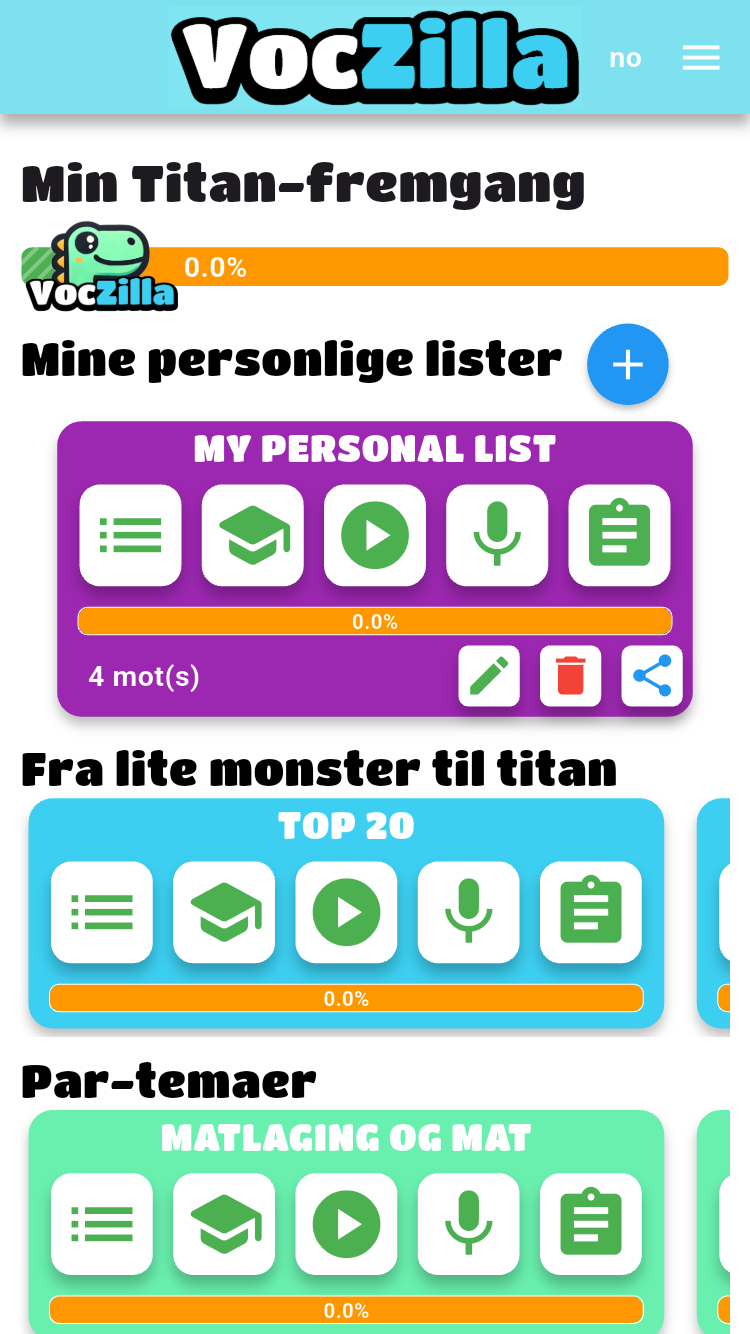 VocZilla
no
Min Titan-fremgang
0.0%
VocZilla
Mine personlige lister
MY PERSONAL LIST
0.0%
4 mot(s)
Fra lite monster til titan
TOP 20
0.0%
Par-temaer
MATLAGING OG MAT
0.0%